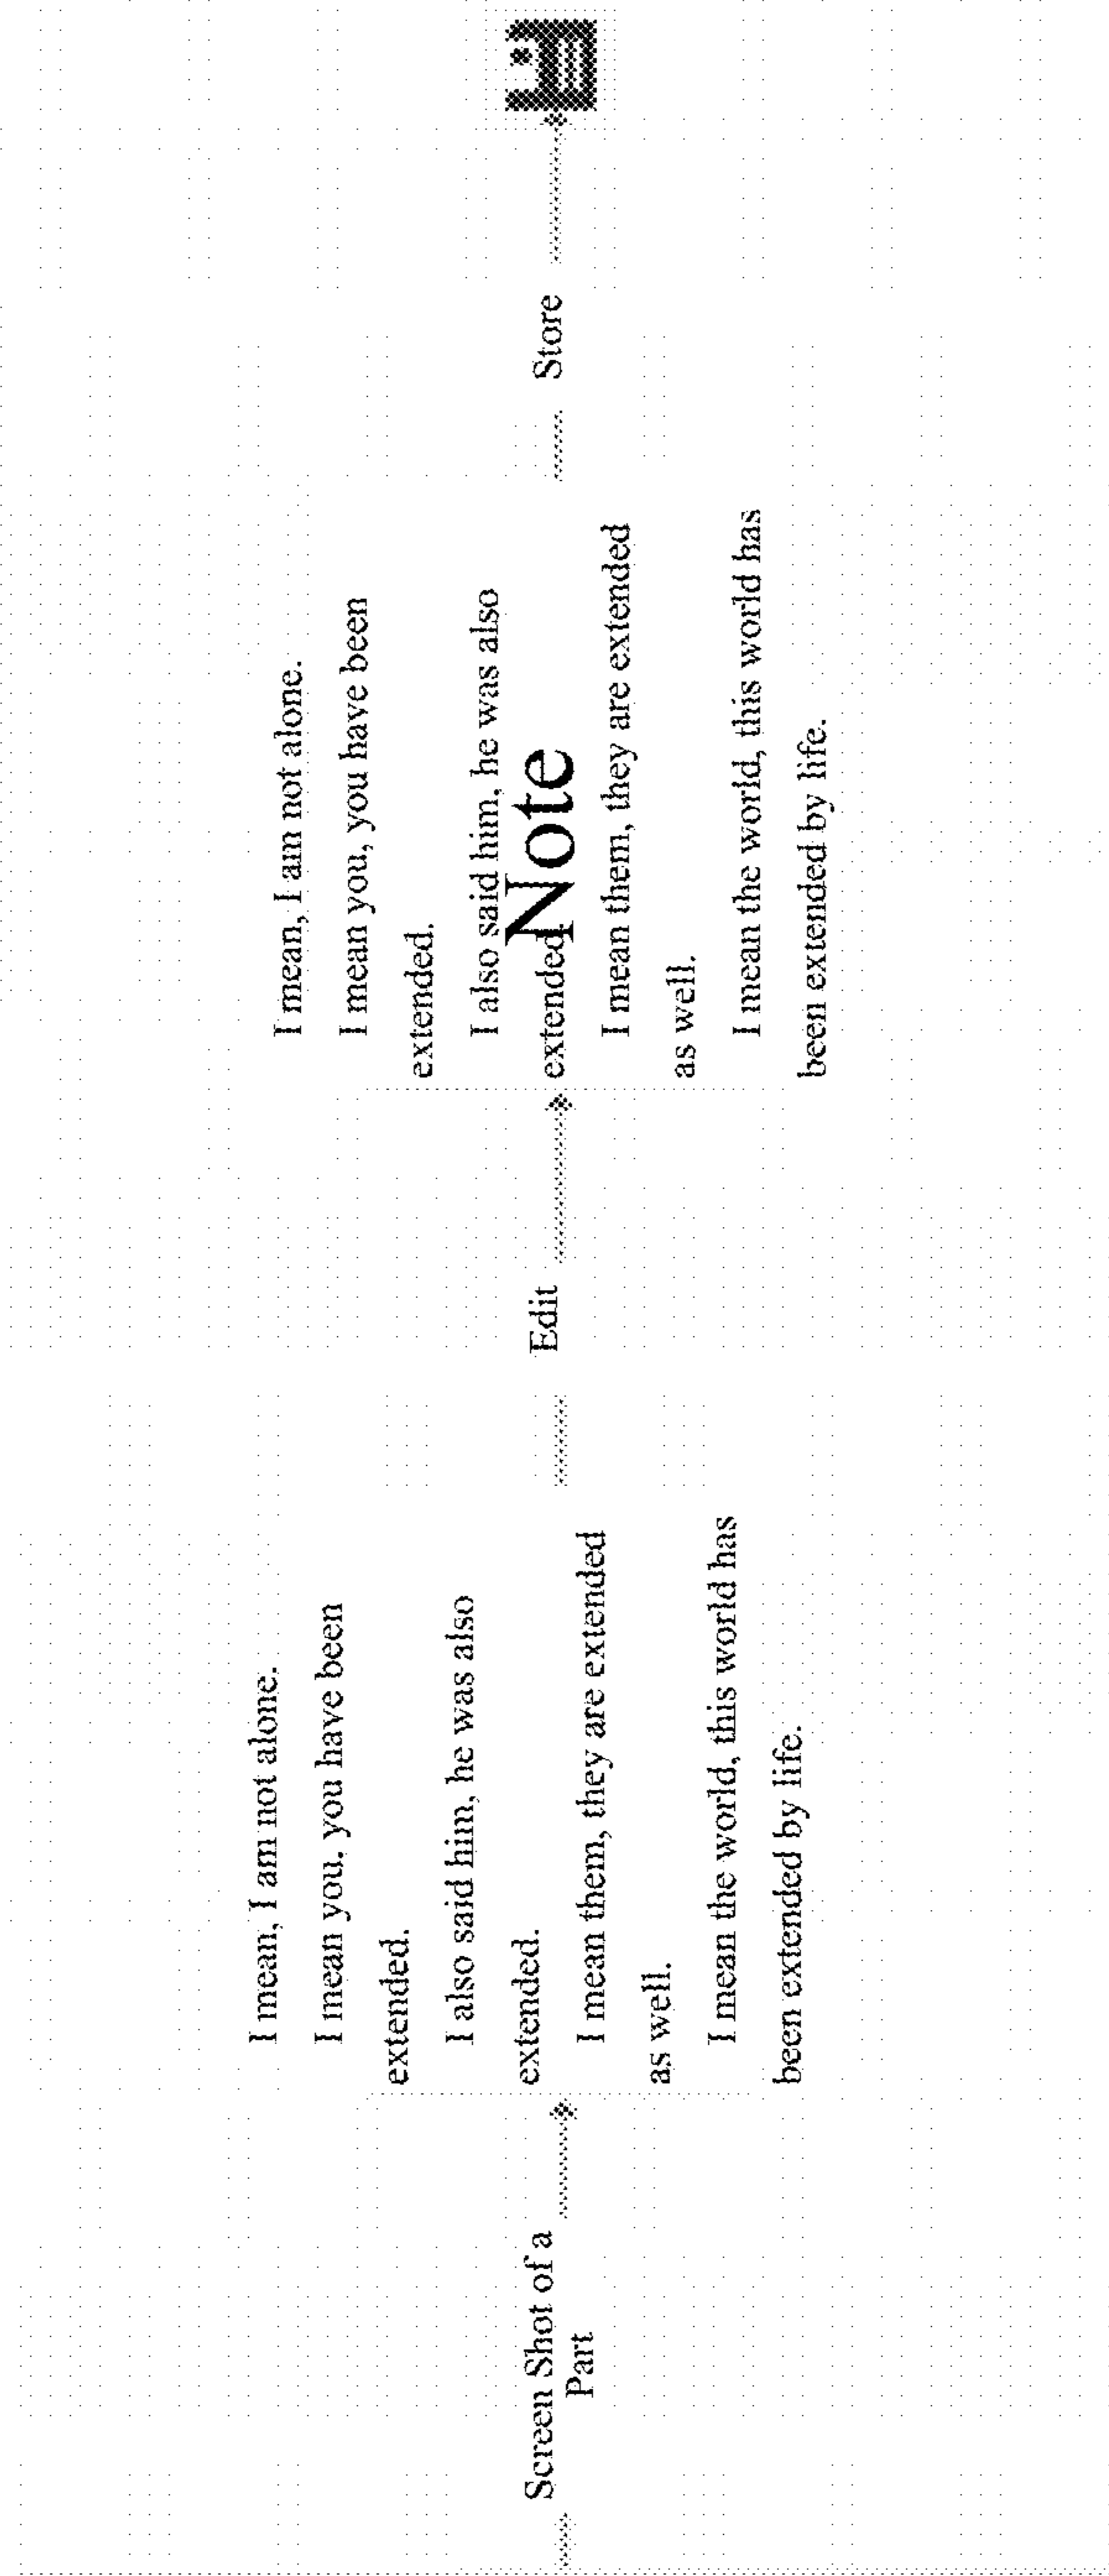 Screen Shot of a
Part
I mean, I am not alone.
I mean you, you have been
extended.
I also said him, he was also
extended.
I mean them, they are extended
as well.
I mean the world, this world has
been extended by life.
Edit
I mean, I am not alone.
I mean you, you have been
extended.
I also said him, he was also
Note
extended.
I mean them, they are extended
as well.
I mean the world, this world has
been extended by life.
Store